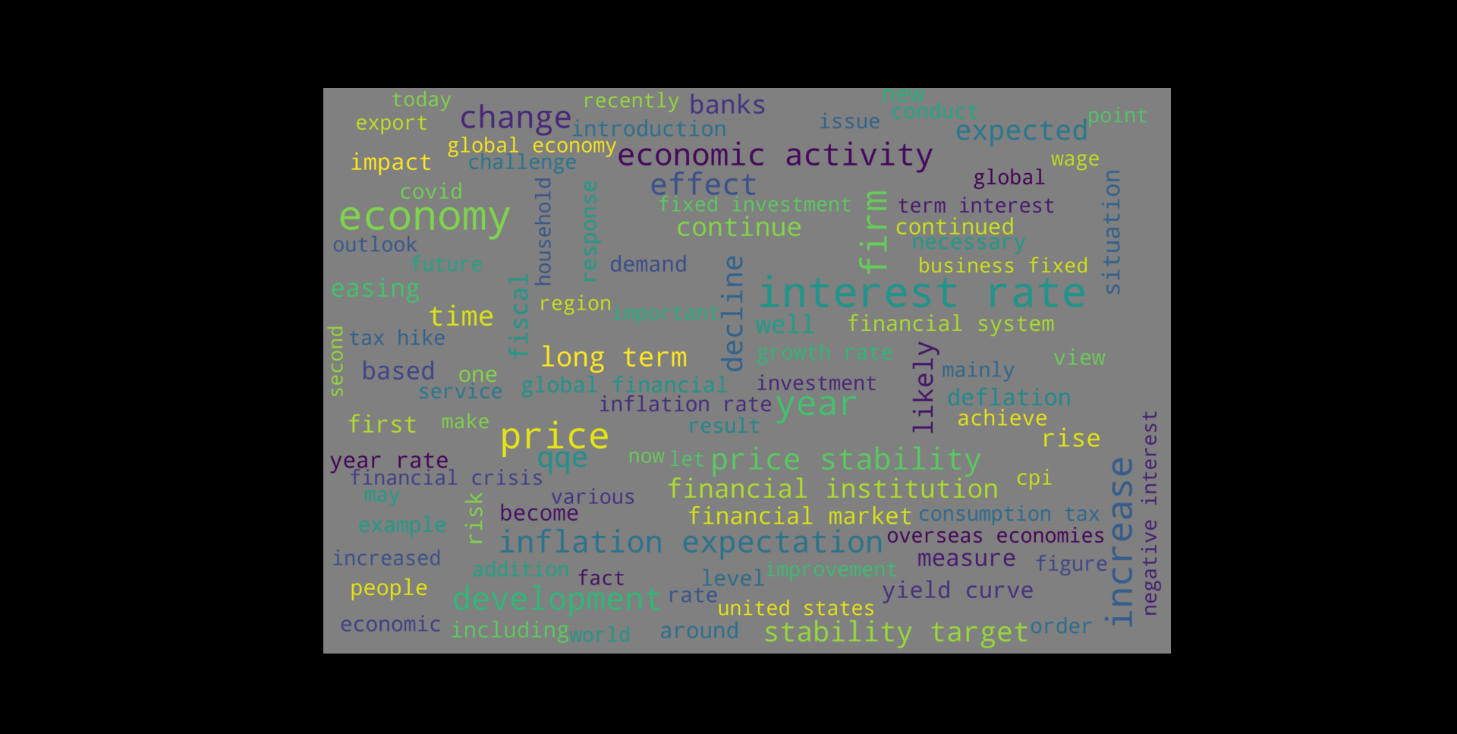 today
recently
banks
new
export
change
introduction
issue
conduct
expected
point
global economy
impact
challenge
economic activity
wage
covid
effect
global
economy
household
response
fixed investment
firm
term interest
situation
outlook
continue
continued
necessary
future
demand
decline
business fixed
easing
fiscal
region
important
interest rate
time
well
financial system
second
tax hike
long term
growth rate
likely
view
based
one
service
global financial
investment
mainly
inflation rate
year
deflation
first
make
price
result
achieve
rise
year rate
qqe
now
let
price stability
increase
negative interest
financial crisis
may
various
financial institution
cpi
example
risk
become
financial market
consumption tax
increased
inflation expectation
overseas economies
addition
fact
level
improvement
measure
figure
people
development
rate
united states
yield curve
economic
including
world
around
stability target
order